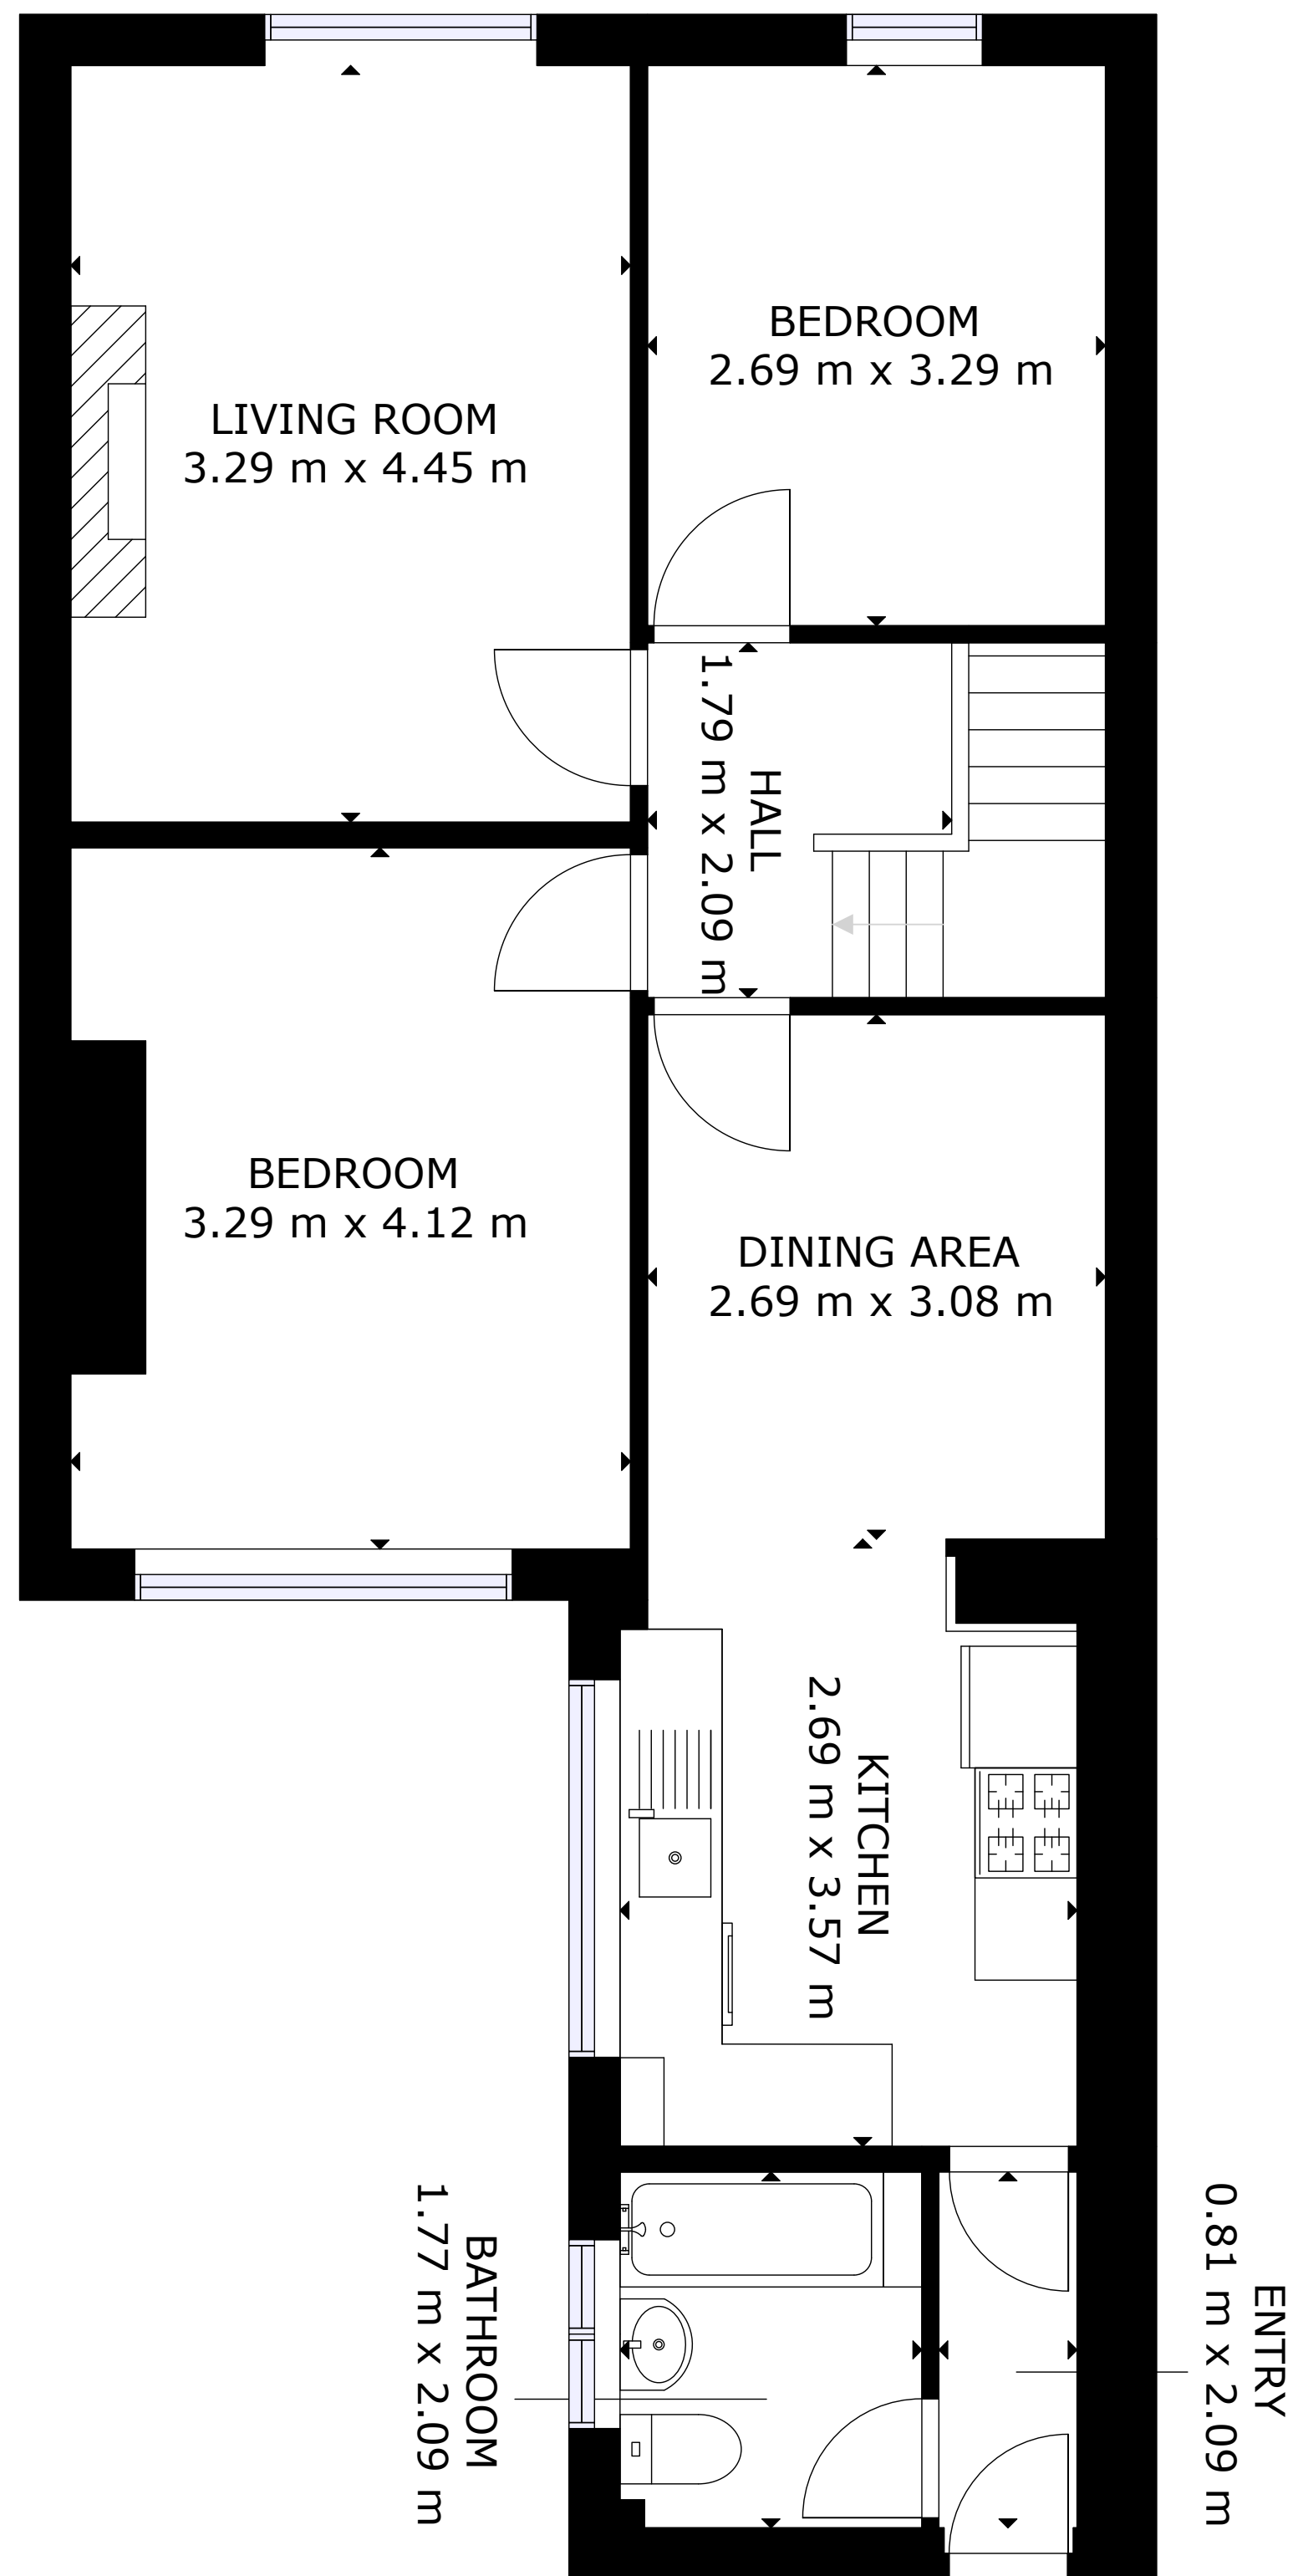 BEDROOM
2.69 m x 3.29 m
LIVING ROOM
3.29 m x 4.45 m
HALL
1.79 m x 2.09 m
BEDROOM
3.29 m x 4.12 m
DINING AREA
2.69 m x 3.08 m
KITCHEN
2.69 m x 3.57 m
BATHROOM
1.77 m x 2.09 m
ENTRY
0.81 m x 2.09 m